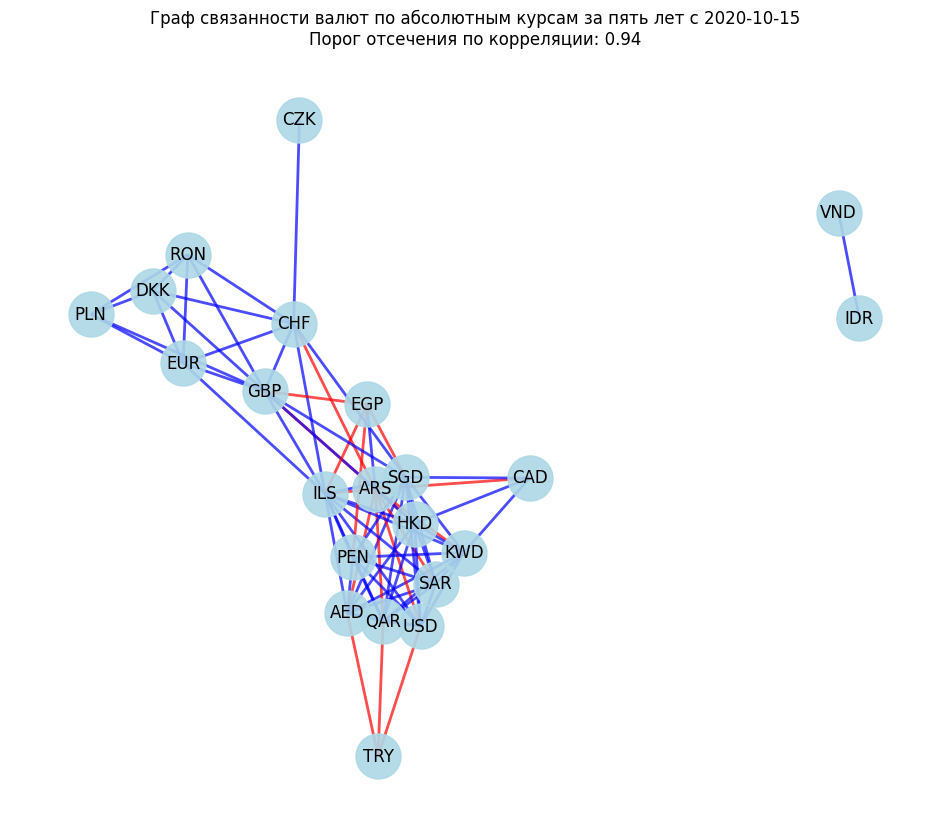 Граф связанности валют по абсолютным курсам за пять лет с 2020-10-15
Порог отсечения по корреляции: 0.94
CZK
VND
RON
DKK
PLN
IDR
CHF
EUR
GBP
EGP
SGD
CAD
ARS
ILS
HKD
KWD
PEN
SAR
AED
QAR
USD
TRY